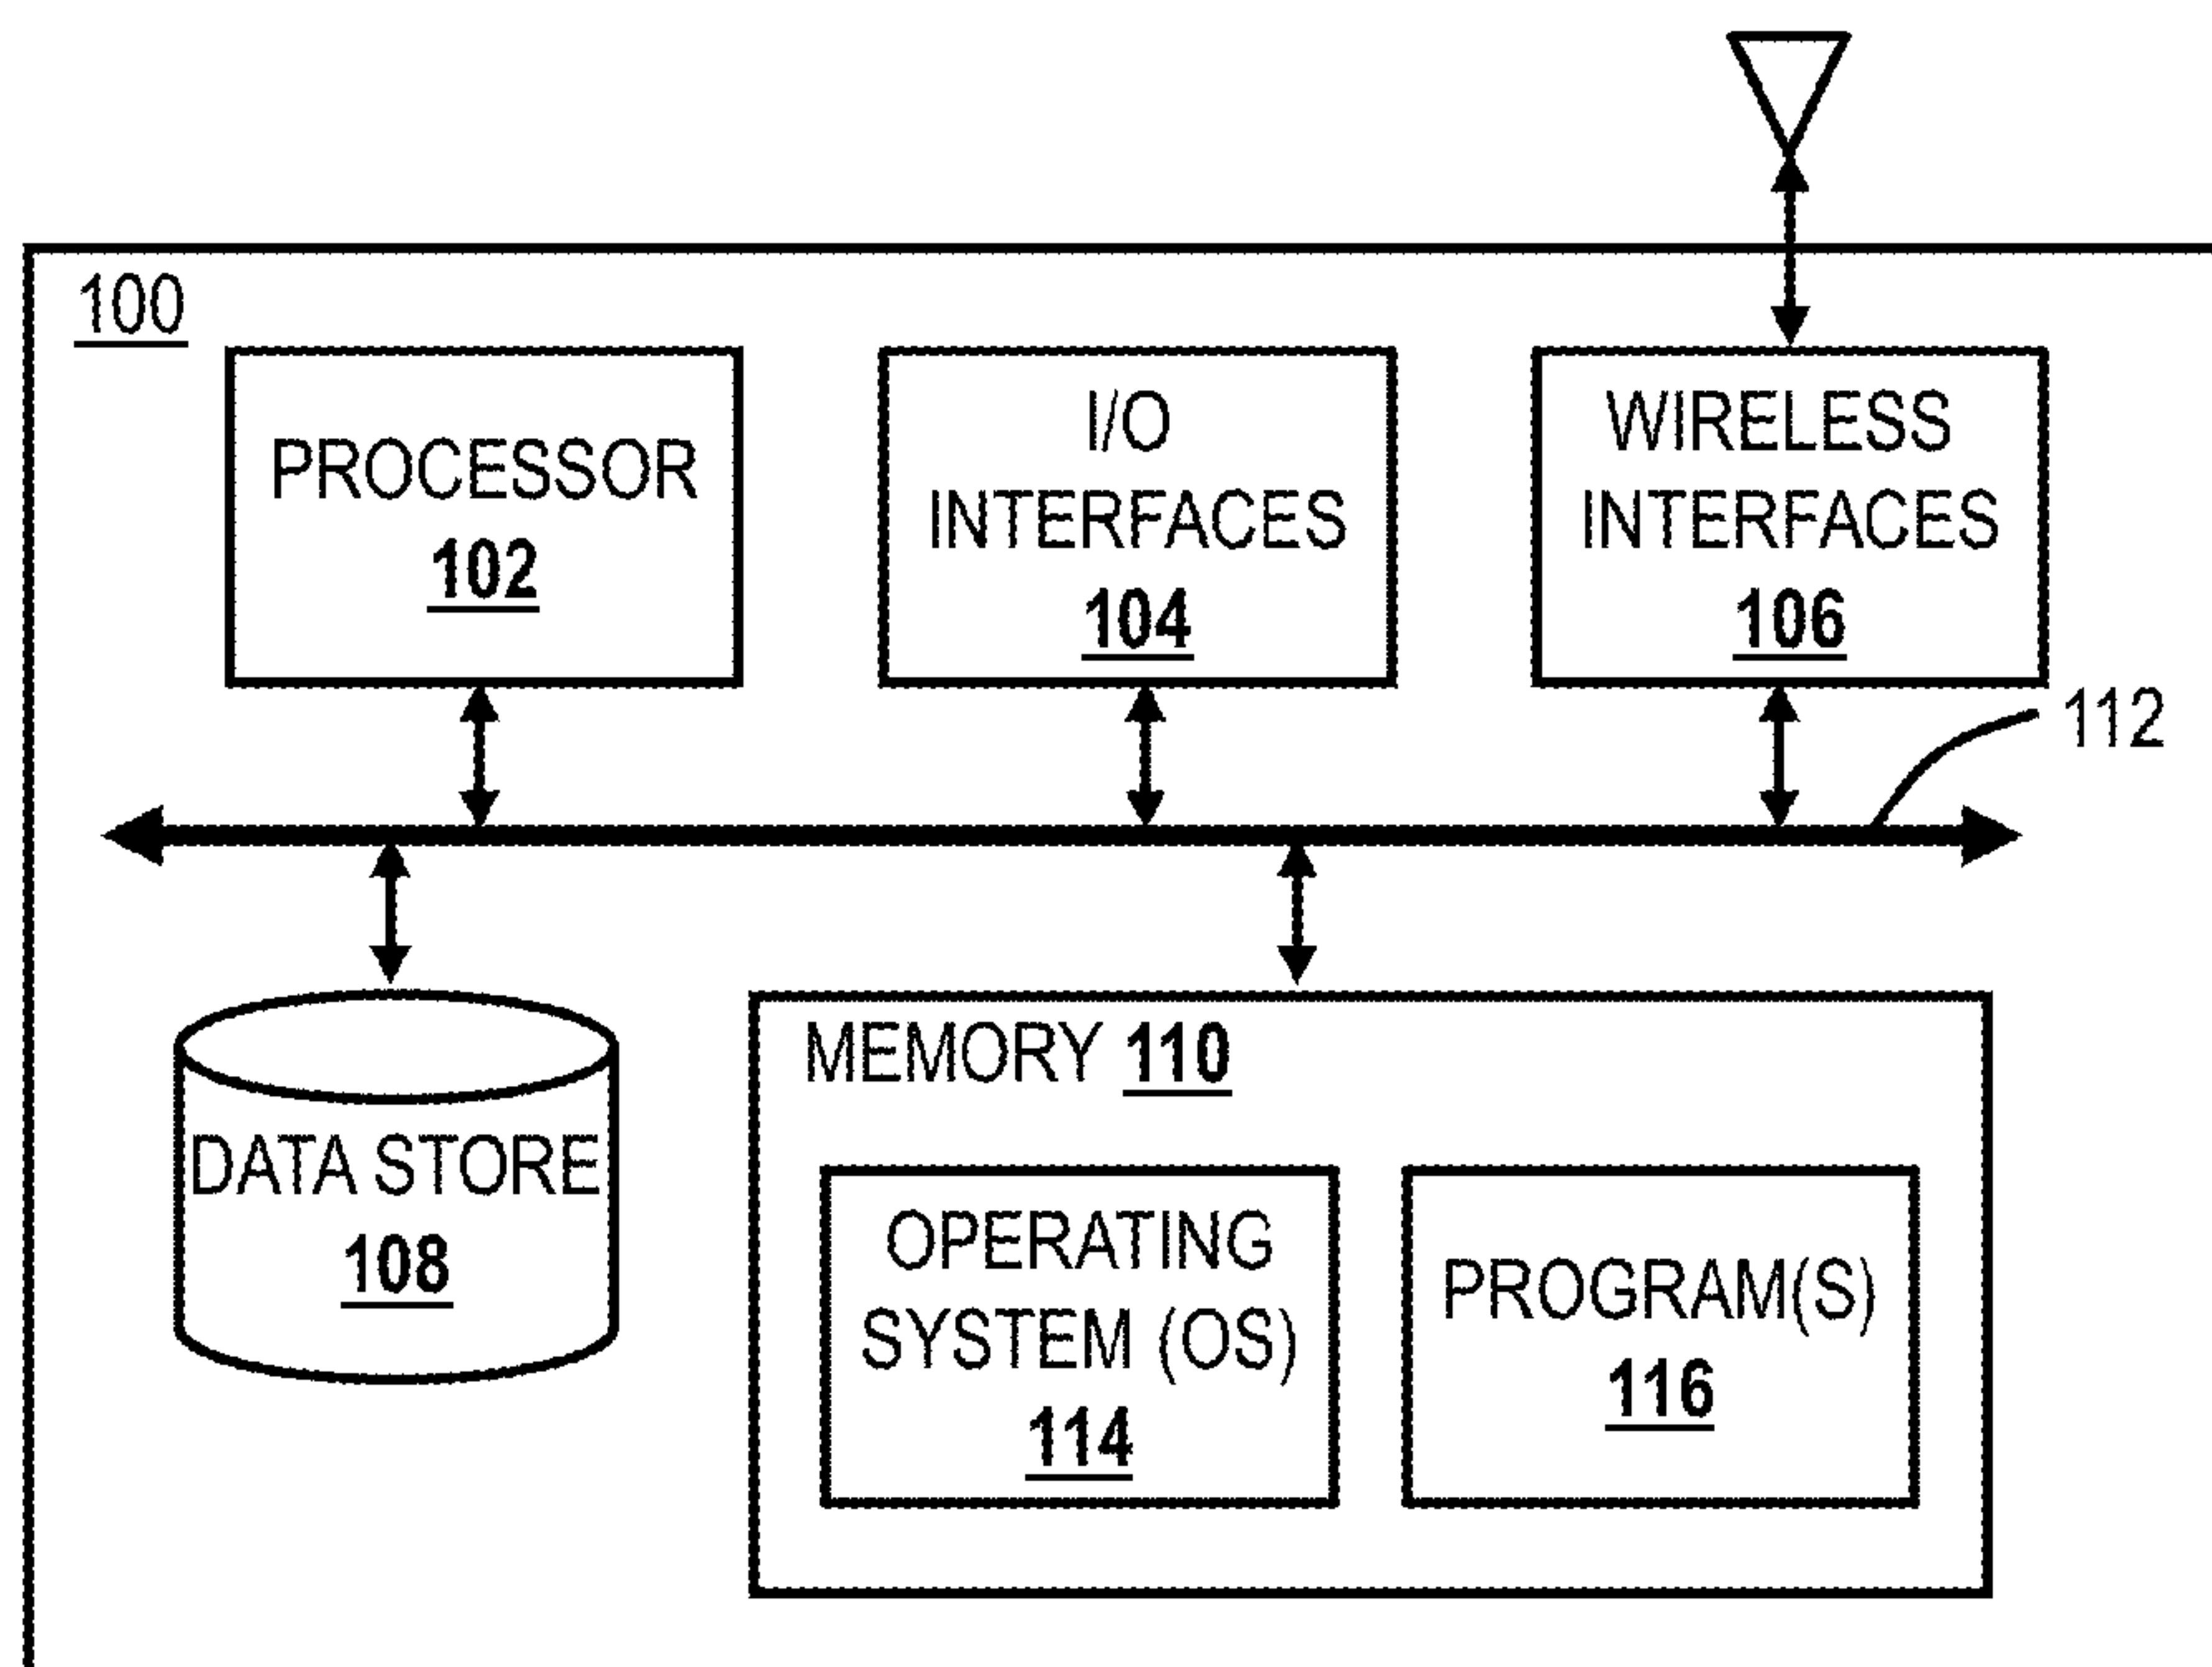 100
PROCESSOR
102
I/O
INTERFACES
104
WIRELESS
INTERFACES
106
112
DATA STORE
108
MEMORY 110
OPERATING
SYSTEM (OS)
114
PROGRAM(S)
116